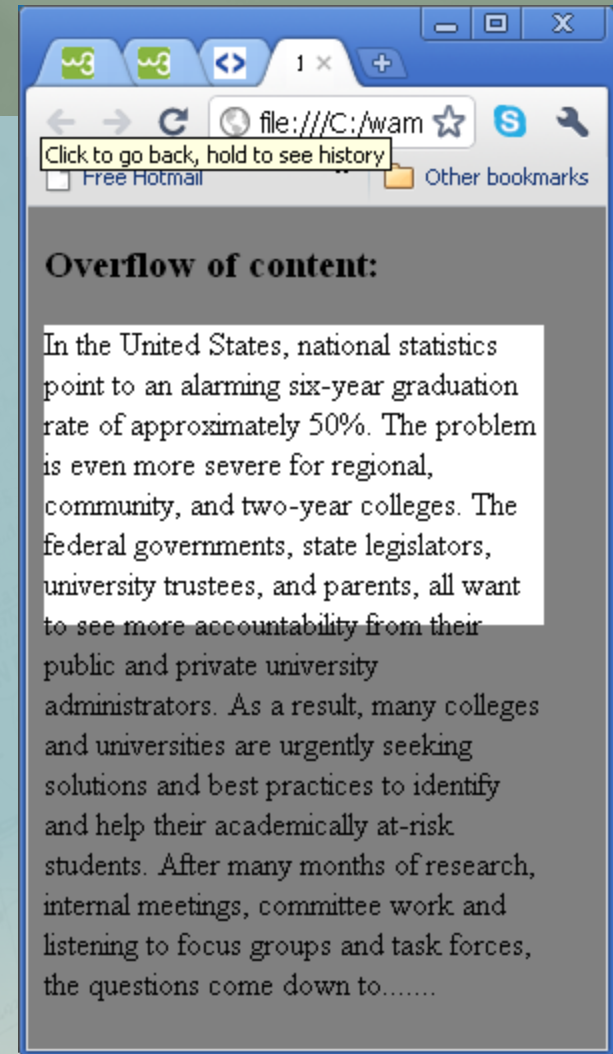 1
file:///C:/wam
Click to go back, hold to see history
Free Hotmail
Other bookmarks
Overflow of content:
In the United States, national statistics
point to an alarming six-year graduation
rate of approximately 50%. The problem
is even more severe for regional,
community, and two-year colleges. The
federal governments, state legislators,
university trustees, and parents, all want
to see more accountability from their
public and private university
administrators. As a result, many colleges
and universities are urgently seeking
solutions and best practices to identify
and help their academically at-risk
students. After many months of research,
internal meetings, committee work and
listening to focus groups and task forces,
the questions come down to.......